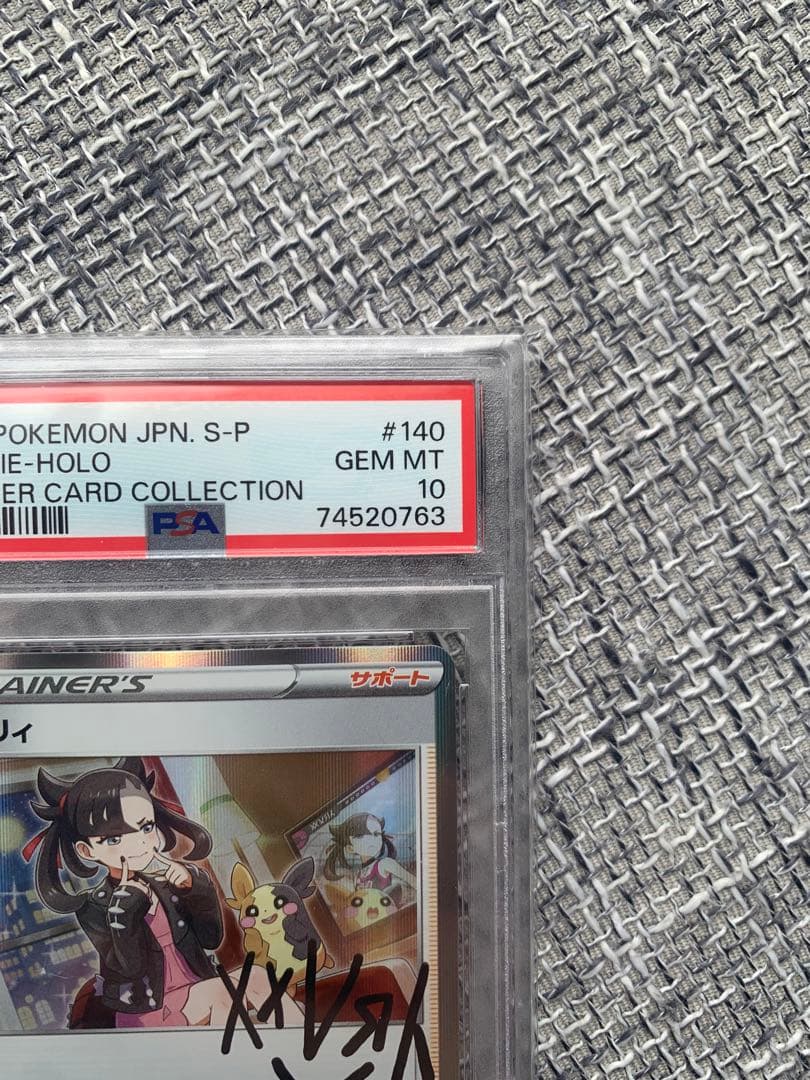 POKEMON JPN. S-P #140
IE-HOLO GEM MT
ER CARD COLLECTION 10
PSA 74520763
AINER'S サポート
リィ